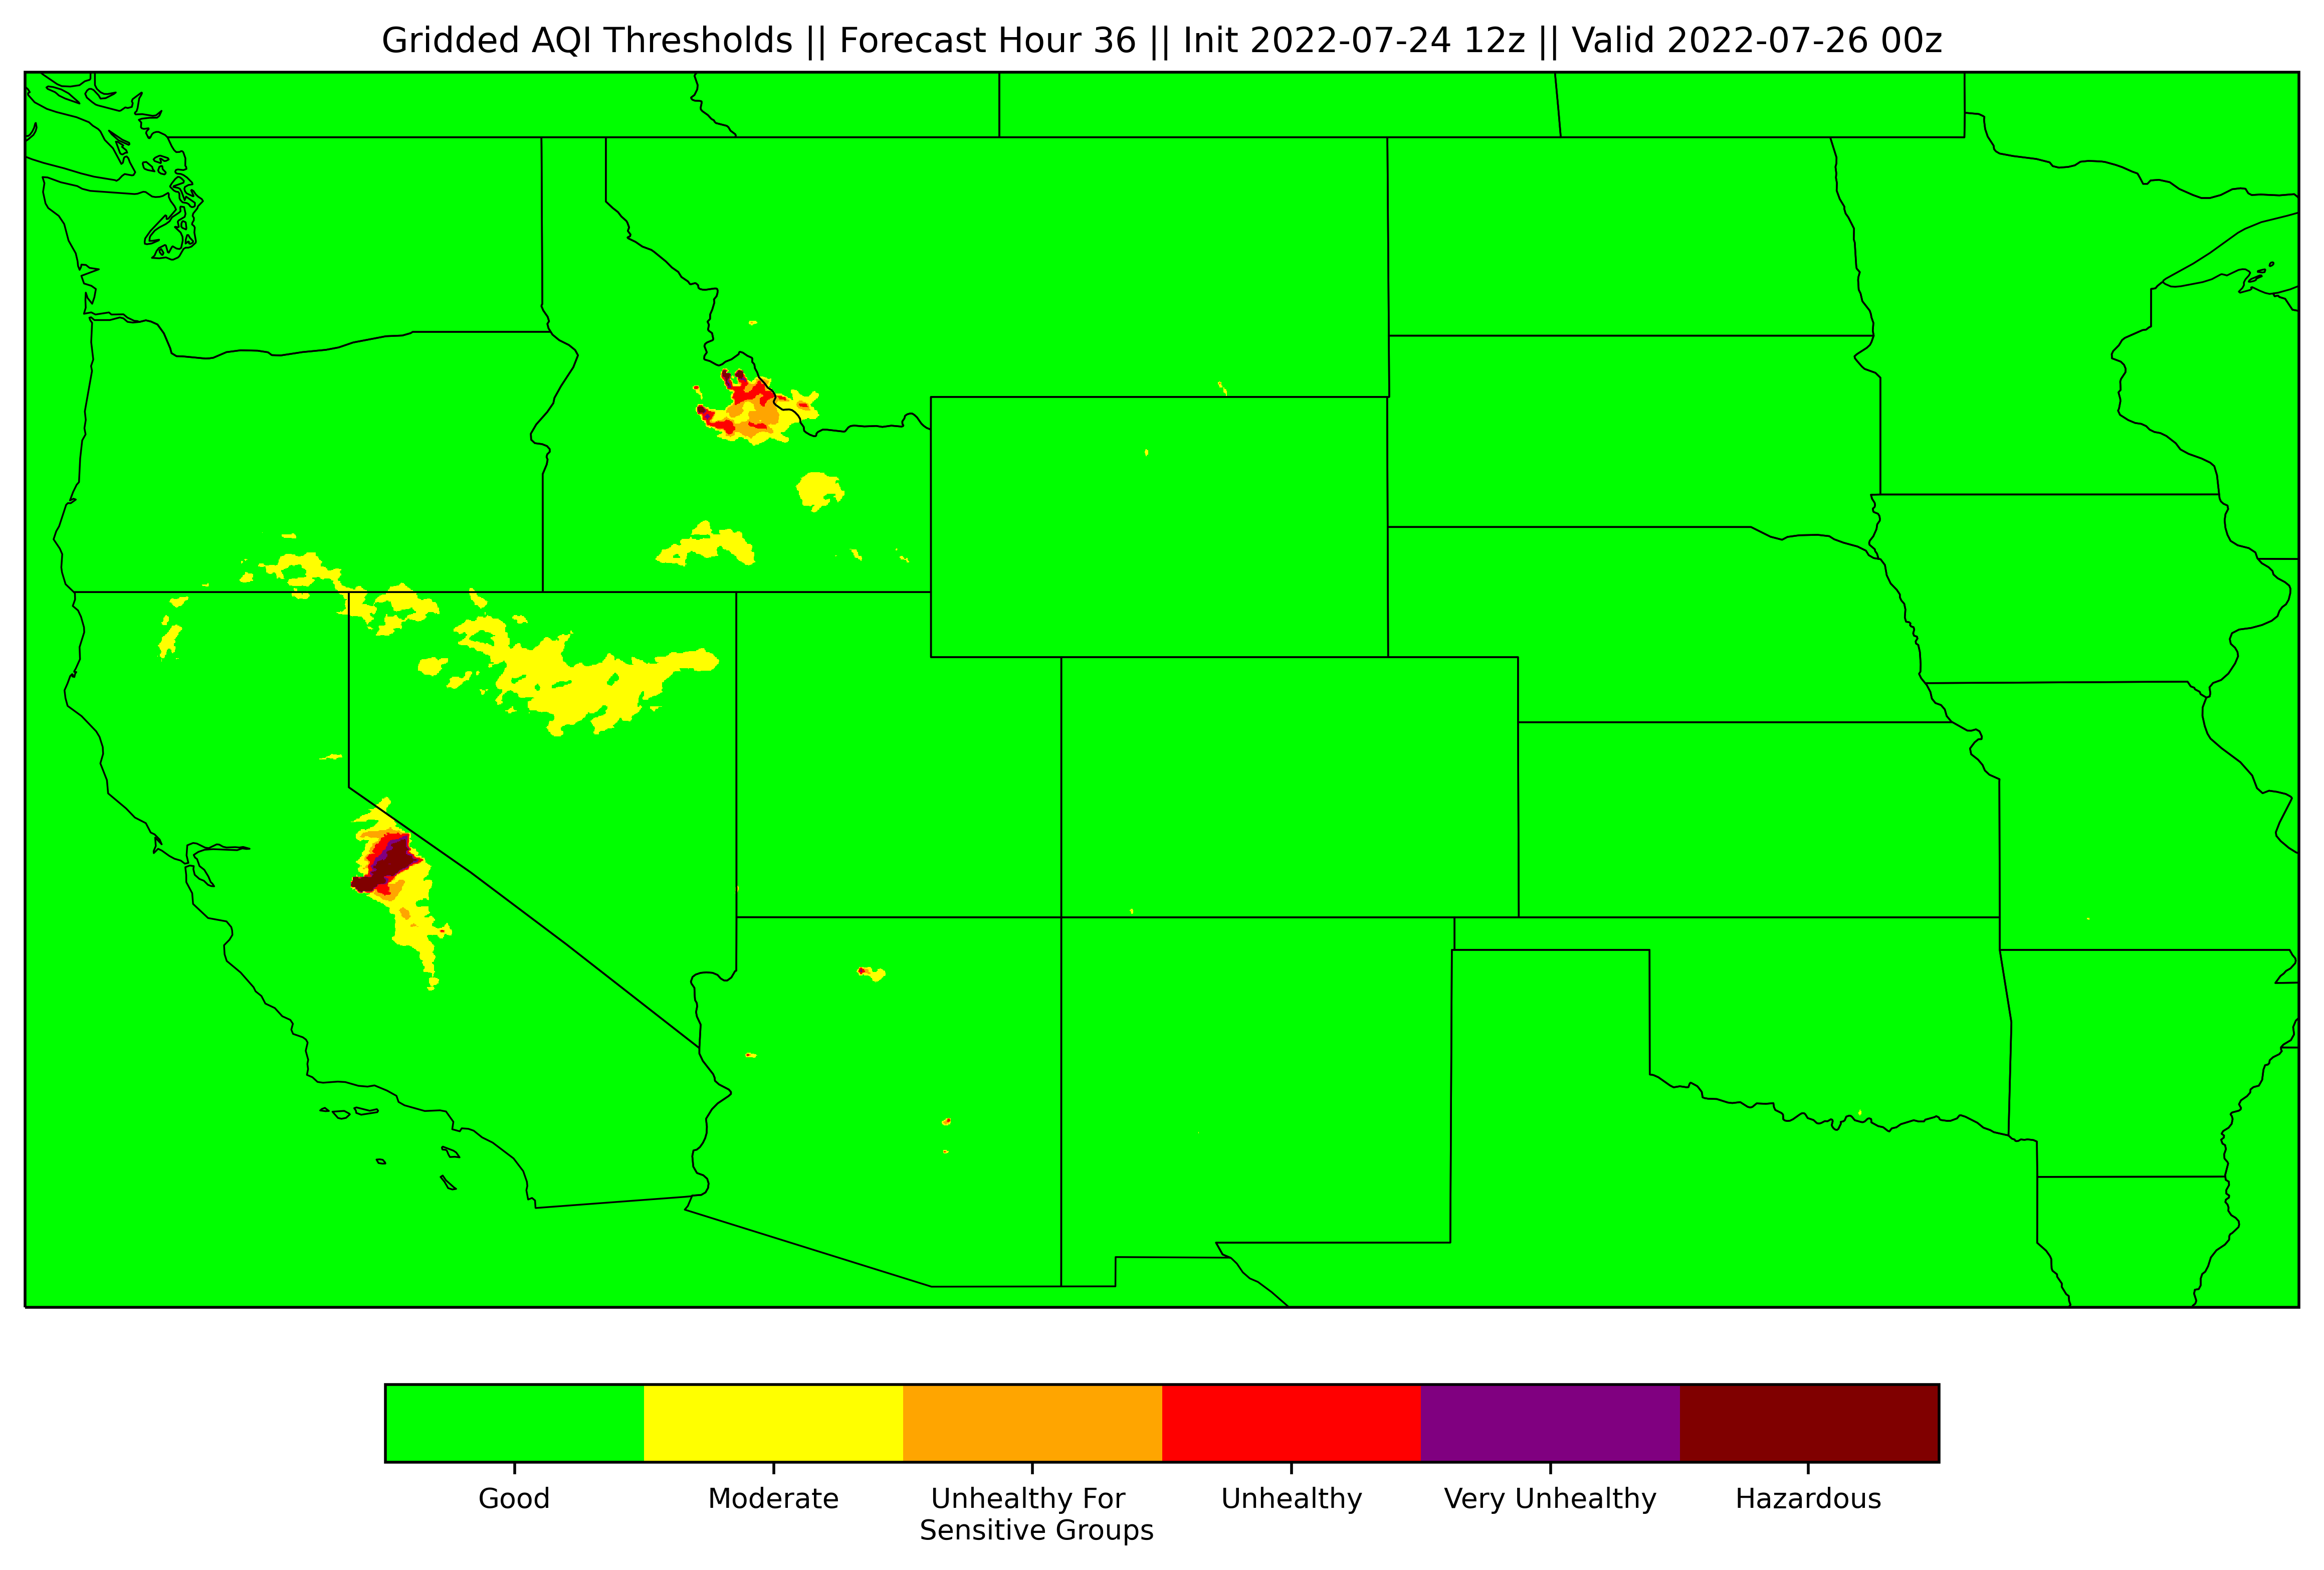 Gridded AQI Thresholds || Forecast Hour 36 || Init 2022-07-24 12z || Valid 2022-07-26 00z
Good
Moderate
Unhealthy For
Sensitive Groups
Unhealthy
Very Unhealthy
Hazardous